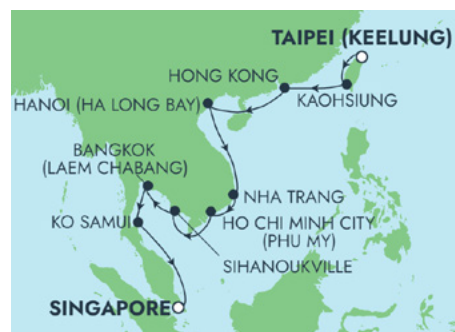 TAIPEI (KEELUNG)
HONG KONG
KAOHSIUNG
HANOI (HA LONG BAY)
BANGKOK
(LAEM CHABANG)
NHA TRANG
KO SAMUI
HO CHI MINH CITY
(PHU MY)
SIHANOUKVILLE
SINGAPORE